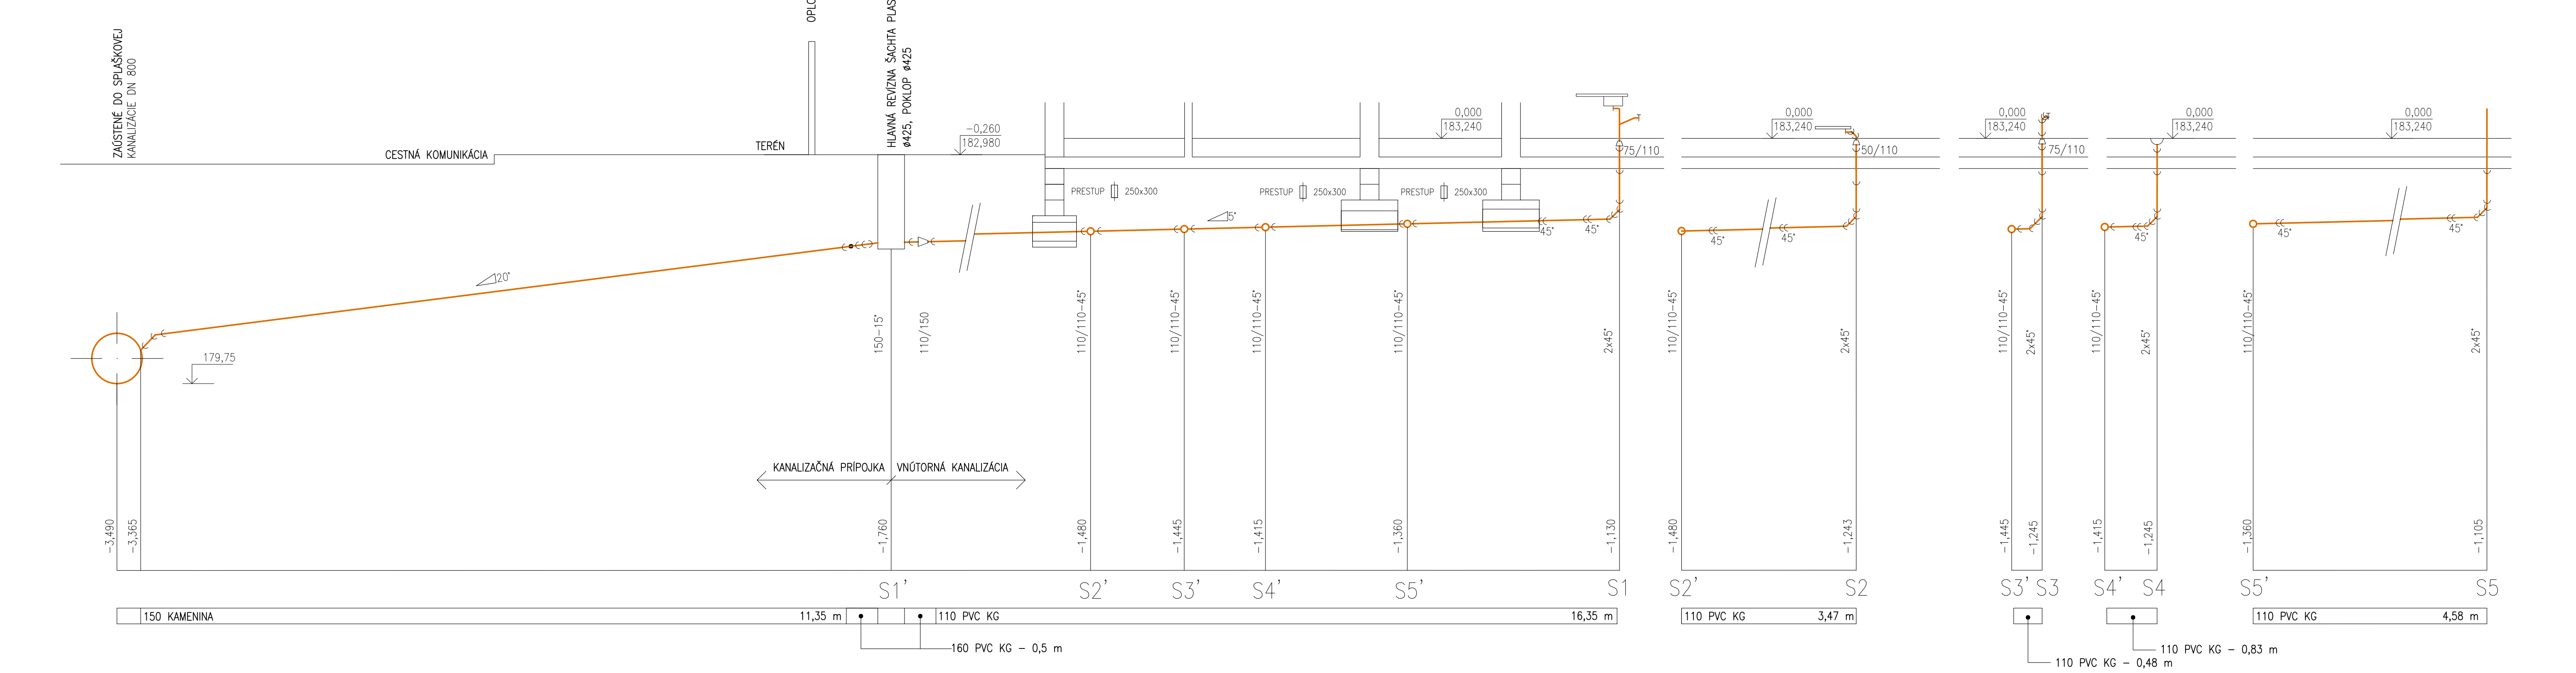 ZAÚSTENÉ DO SPLAŠKOVEJ
KANALIZÁCIE DN 800
CESTNÁ KOMUNIKÁCIA
TERÉN
HLAVNÁ REVÍZNA ŠACHTA
ø425, POKLOP ø425
-0,260
182,980
PRESTUP 250x300
PRESTUP 250x300
PRESTUP 250x300
0,000
183,240
75/110
0,000
183,240
50/110
0,000
183,240
75/110
0,000
183,240
0,000
183,240
20°
5°
45°
45°
45°
45°
45°
45°
45°
179,75
150-15°
110/150
110/110-45°
110/110-45°
110/110-45°
110/110-45°
2x45°
110/110-45°
2x45°
110/110-45°
2x45°
110/110-45°
2x45°
110/110-45°
2x45°
KANALIZAČNÁ PRÍPOJKA
VNÚTORNÁ KANALIZÁCIA
-3,490
-3,365
-1,760
-1,480
-1,445
-1,415
-1,360
-1,130
-1,480
-1,243
-1,445
-1,245
-1,415
-1,245
-1,360
-1,105
S1'
S2'
S3'
S4'
S5'
S1
S2'
S2
S3'
S3
S4'
S4
S5'
S5
150 KAMENINA
11,35 m
110 PVC KG
16,35 m
110 PVC KG
3,47 m
110 PVC KG
4,58 m
160 PVC KG - 0,5 m
110 PVC KG - 0,83 m
110 PVC KG - 0,48 m